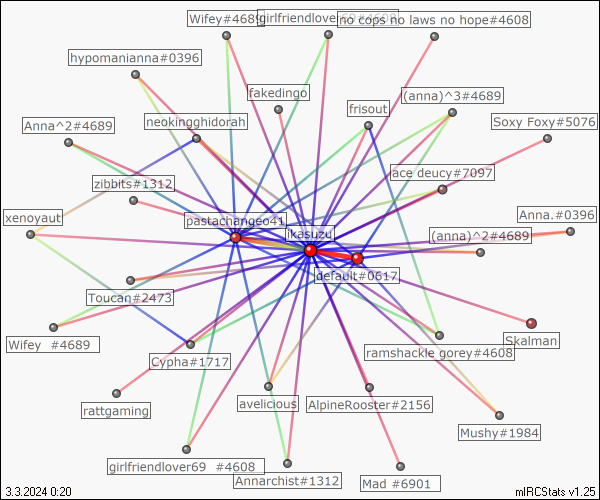 Wifey#4689
girlfriendlover
no cops no laws no hope#4608
hypomanianna#0396
fakedingo
(anna)^3#4689
frisout
Anna^2#4689
neokingghidorah
Soxy Foxy#5076
ace deucy#7097
zibbits#1312
xenoyaut
pastachangeo41
ikasuzu
Anna.#0396
(anna)^2#4689
default#0617
Toucan#2473
Wifey #4689
Skalman
ramshackle gorey#4608
Cypha#1717
rattgaming
avelicious
AlpineRooster#2156
Mushy#1984
girlfriendlover69 #4608
Annarchist#1312
Mad #6901
3.3.2024 0:20
mIRCStats v1.25